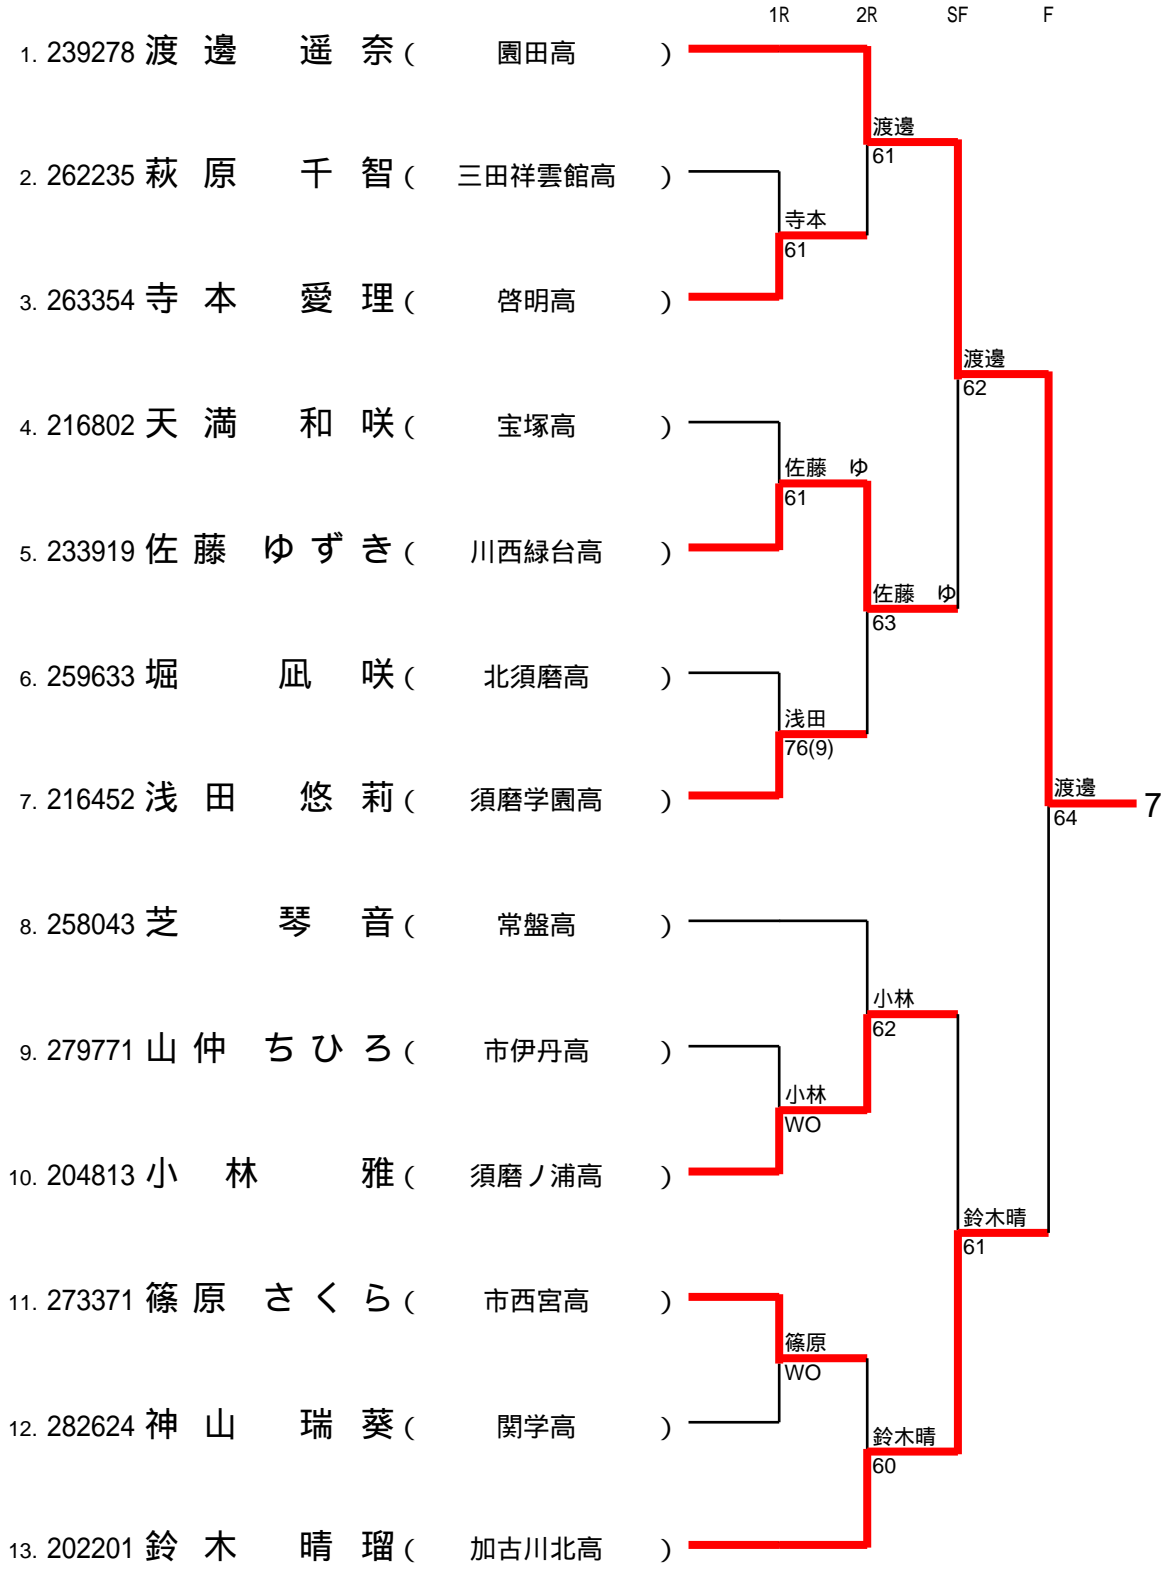 1R 2R SF F
1. 239278 渡邊 遥奈 ( 園田高 )
渡邊
61
2. 262235 萩原 千智 ( 三田祥雲館高 )
寺本
61
3. 263354 寺本 愛理 ( 啓明高 )
渡邊
62
4. 216802 天満 和咲 ( 宝塚高 )
佐藤 ゆ
61
5. 233919 佐藤 ゆずき ( 川西緑台高 )
佐藤 ゆ
63
6. 259633 堀 凪咲 ( 北須磨高 )
浅田
76(9)
7. 216452 浅田 悠莉 ( 須磨学園高 )
渡邊
64
7
8. 258043 芝 琴音 ( 常盤高 )
小林
62
9. 279771 山仲 ちひろ ( 市伊丹高 )
小林
WO
10. 204813 小林 雅 ( 須磨ノ浦高 )
鈴木晴
61
11. 273371 篠原 さくら ( 市西宮高 )
篠原
WO
12. 282624 神山 瑞葵 ( 関学高 )
鈴木晴
60
13. 202201 鈴木 晴瑠 ( 加古川北高 )